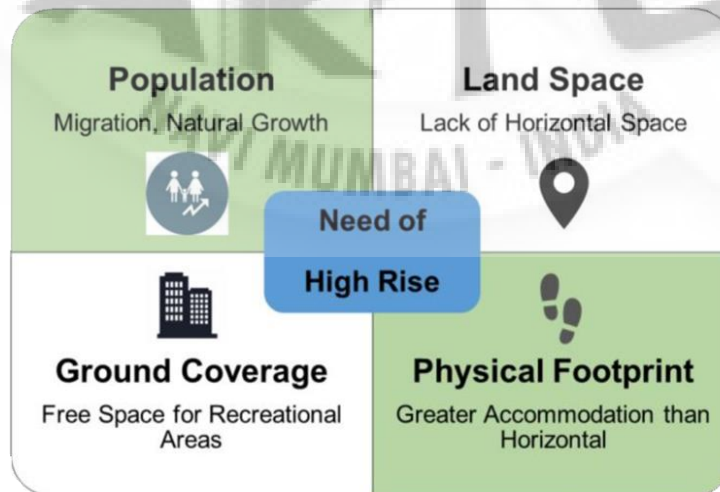 Population
Migration, Natural Growth
Land Space
Lack of Horizontal Space
NAVI MUMBAI - INDIA
Need of
High Rise
Ground Coverage
Free Space for Recreational
Areas
Physical Footprint
Greater Accommodation than
Horizontal